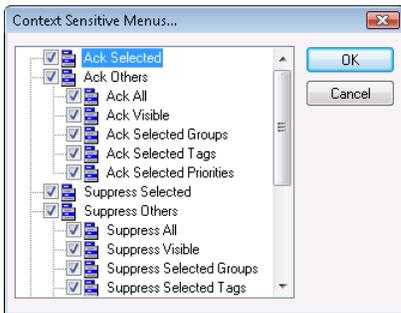 Context Sensitive Menus...
Ack Selected
Ack Others
Ack All
Ack Visible
Ack Selected Groups
Ack Selected Tags
Ack Selected Priorities
Suppress Selected
Suppress Others
Suppress All
Suppress Visible
Suppress Selected Groups
Suppress Selected Tags
OK
Cancel